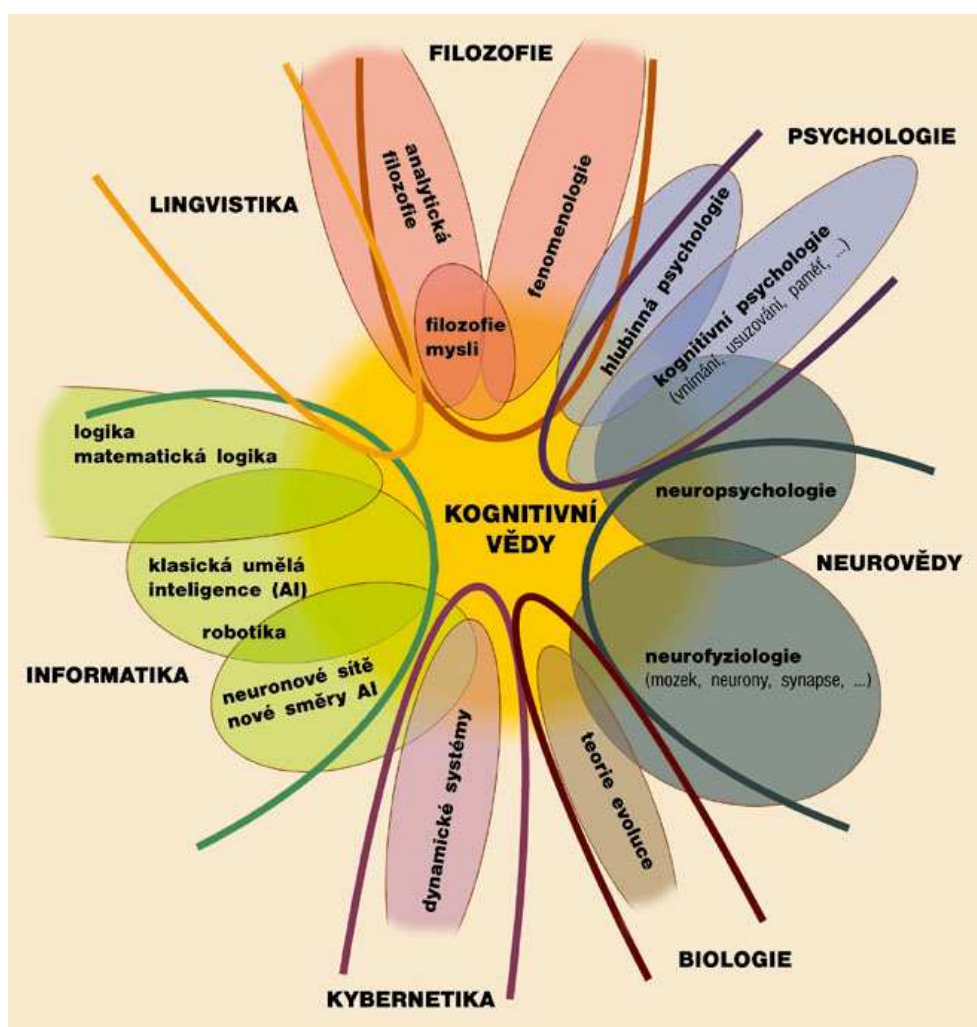 FILOZOFIE
PSYCHOLOGIE
LINGVISTIKA
analytická
filozofie
fenomenologie
filozofie
mysli
hlubinná psychologie
kognitivní psychologie
(vnímání, usuzování, paměť, ...)
logika
matematická logika
neuropsychologie
KOGNITIVNÍ
VĚDY
NEUROVĚDY
klasická umělá
inteligence (AI)
robotika
INFORMATIKA
neuronové sítě
nové směry AI
neurofyziologie
(mozek, neurony, synapse, ...)
dynamické systémy
teorie evoluce
BIOLOGIE
KYBERNETIKA